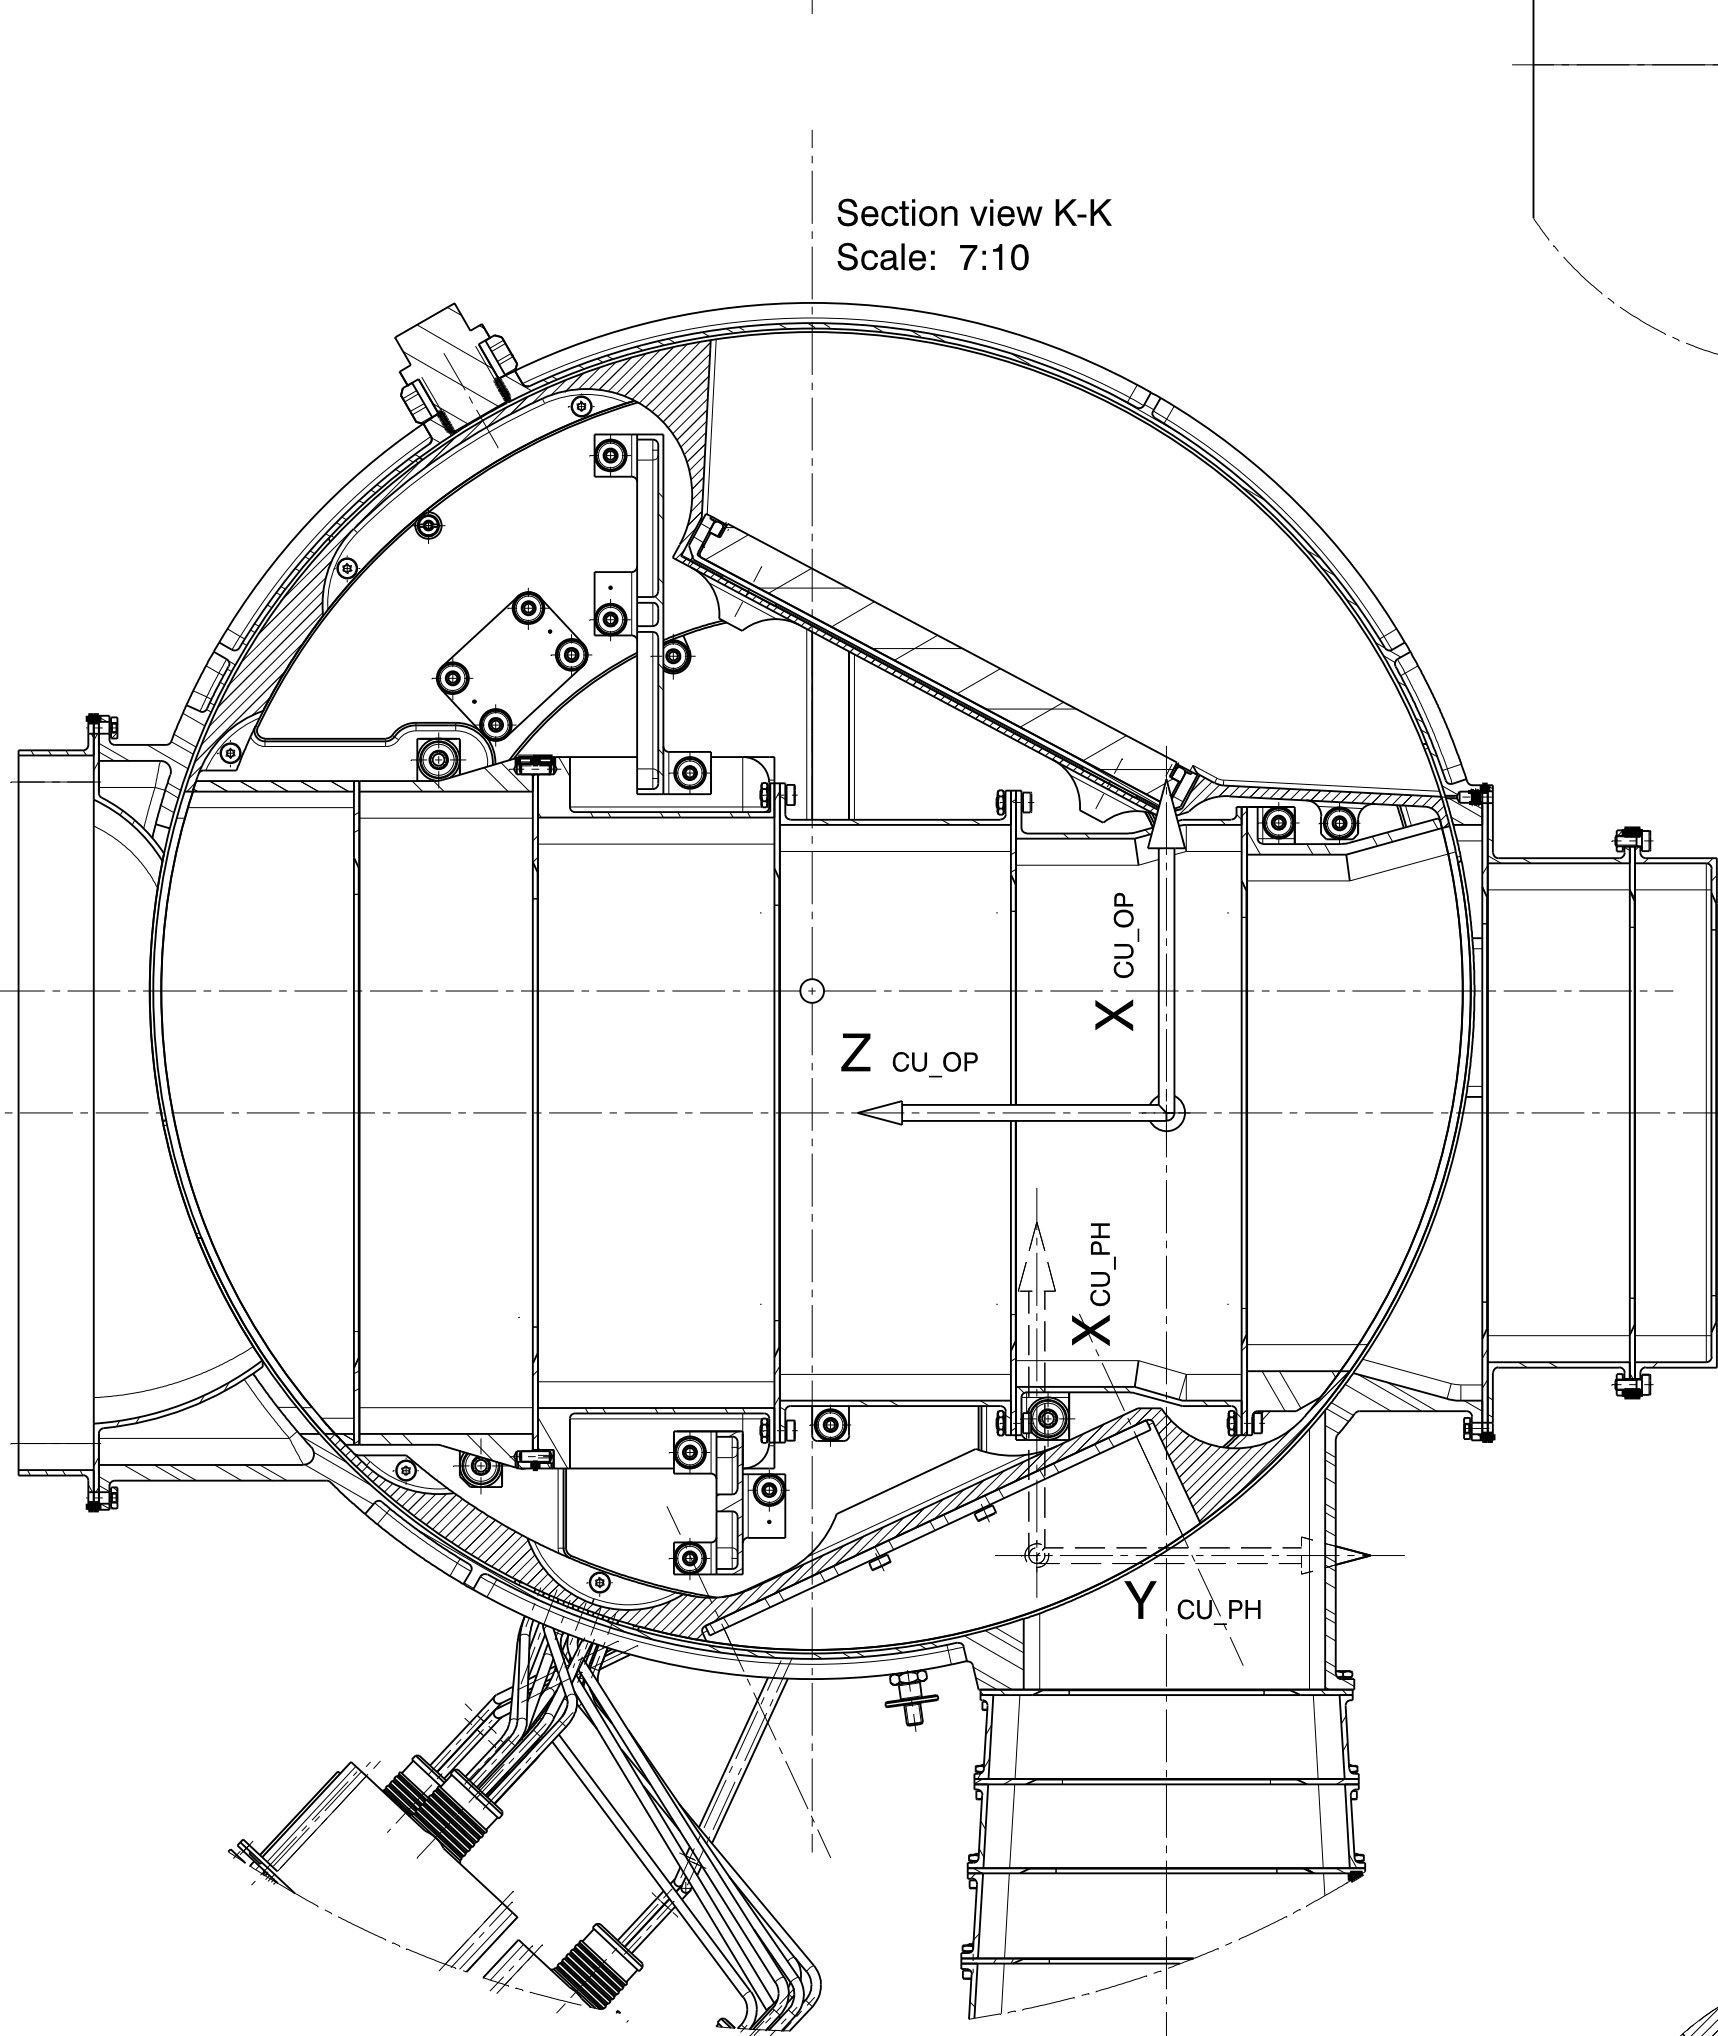 Section view K-K
Scale: 7:10
X CU_OP
Z CU_OP
X CU_PH
Y CU_PH